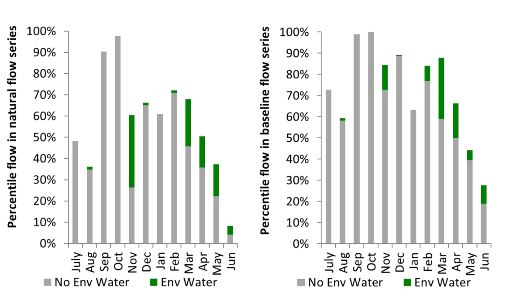 Percentile flow in natural flow series
100%
90%
80%
70%
60%
50%
40%
30%
20%
10%
0%
July
Aug
Sep
Oct
Nov
Dec
Jan
Feb
Mar
Apr
May
Jun
No Env Water
Env Water
Percentile flow in baseline flow series
100%
90%
80%
70%
60%
50%
40%
30%
20%
10%
0%
July
Aug
Sep
Oct
Nov
Dec
Jan
Feb
Mar
Apr
May
Jun
No Env Water
Env Water